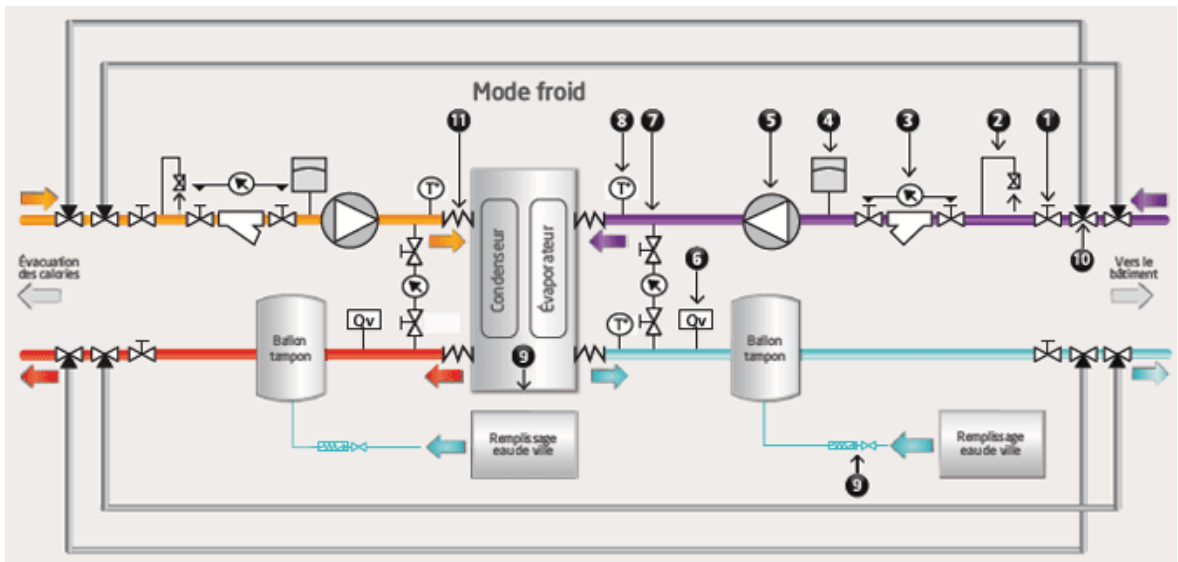 Mode froid
11
8
7
5
4
3
2
1
T°
T°
Évacuation
des calories
Condenseur
Évaporateur
6
10
Vers le
bâtiment
Qv
Ballon
tampon
9
T°
Qv
Ballon
tampon
Remplissage
eau de ville
Remplissage
eau de ville
9